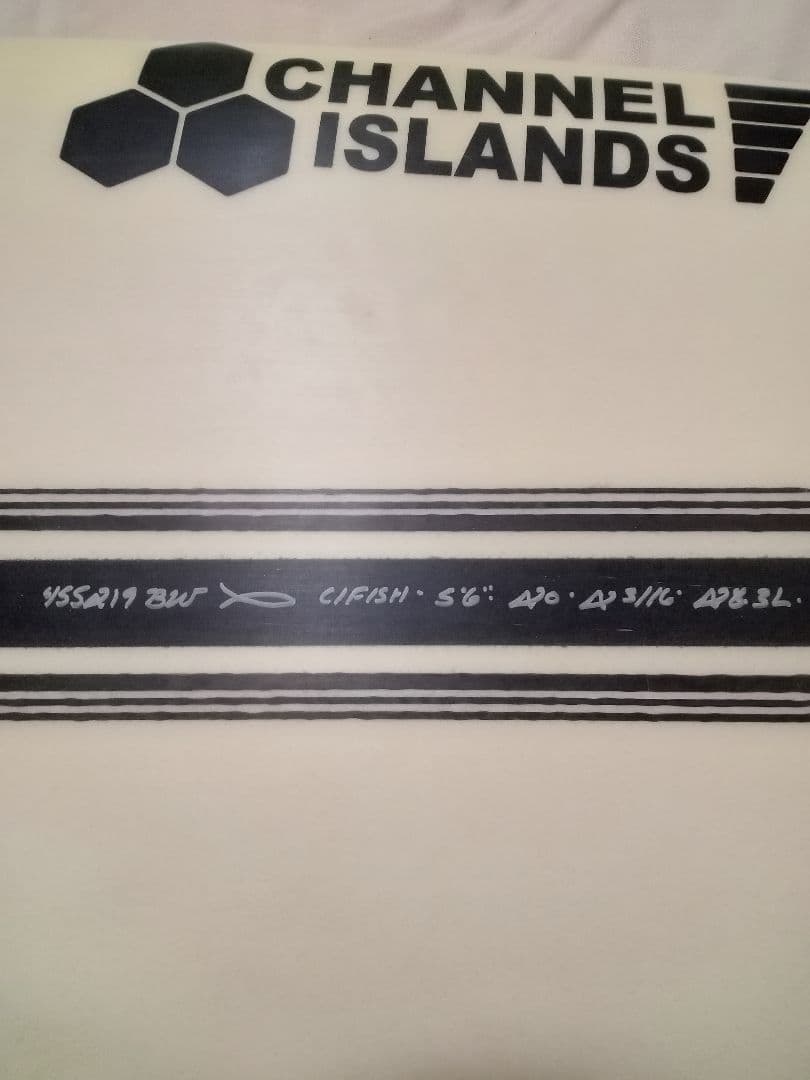 CHANNEL
ISLANDS
455219 BW CIFISH · 5'6": 20 · 2 3/16 · 28.3L.